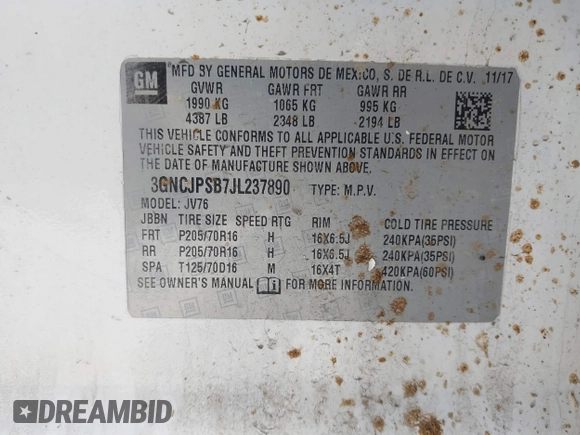 GM
MFD BY GENERAL MOTORS DE MEXICO, S. DE R.L. DE C.V. 11/17
GVWR GAWR FRT GAWR RR
1990 KG 1065 KG 995 KG
4387 LB 2348 LB 2194 LB
THIS VEHICLE CONFORMS TO ALL APPLICABLE U.S. FEDERAL MOTOR
VEHICLE SAFETY AND THEFT PREVENTION STANDARDS IN EFFECT ON THE
DATE OF MANUFACTURE SHOWN ABOVE.
3GNCJPSB7JL237890 TYPE: M.P.V.
MODEL: JV76
JBBN TIRE SIZE SPEED RTG RIM COLD TIRE PRESSURE
FRT P205/70R16 H 16X6.5J 240KPA(35PSI)
RR P205/70R16 H 16X6.5J 240KPA(35PSI)
SPA T125/70D16 M 16X4T 420KPA(60PSI)
SEE OWNER'S MANUAL FOR MORE INFORMATION.
DREAMBID